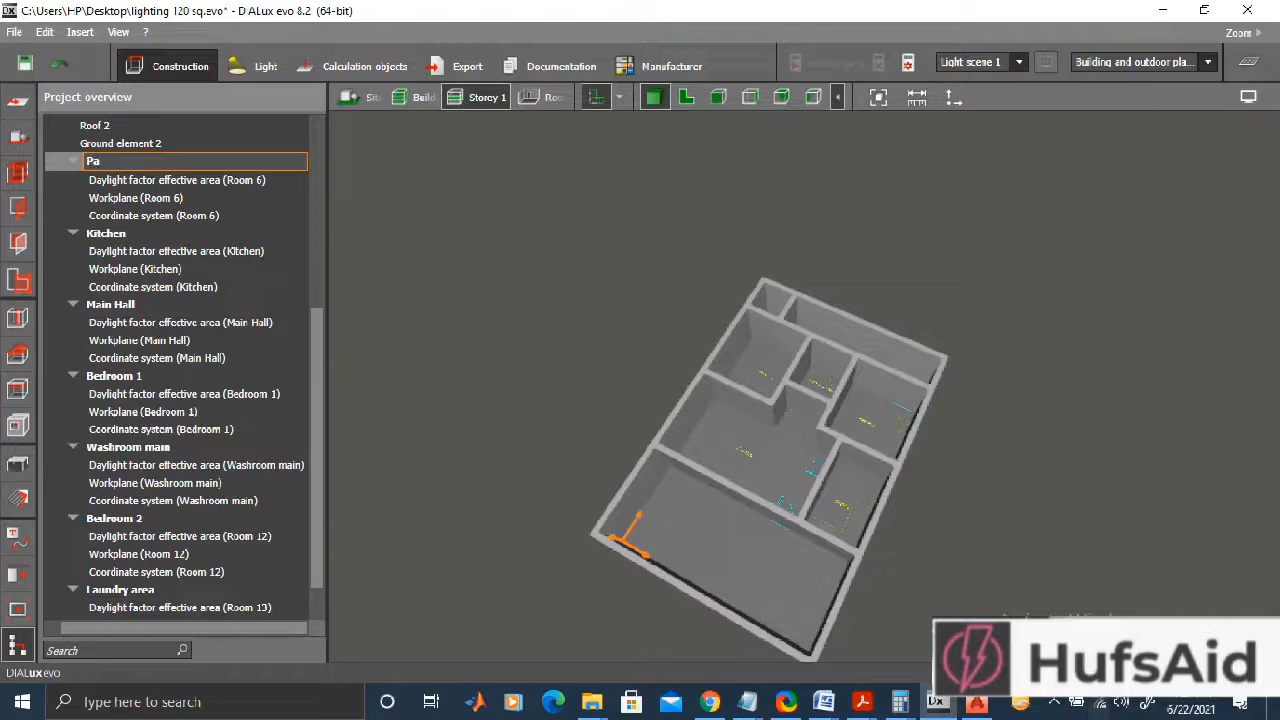 C:\Users\HP\Desktop\lighting 120 sq.evo* - DIALux evo 8.2 (64-bit)
File Edit Insert View ? Zoom
Construction Light Calculation objects Export Documentation Manufacturer Light scene 1 Building and outdoor pla...
Project overview Sit Build Storey 1
Roof 2
Ground element 2
Pa
Daylight factor effective area (Room 6)
Workplane (Room 6)
Coordinate system (Room 6)
Kitchen
Daylight factor effective area (Kitchen)
Workplane (Kitchen)
Coordinate system (Kitchen)
Main Hall
Daylight factor effective area (Main Hall)
Workplane (Main Hall)
Coordinate system (Main Hall)
Bedroom 1
Daylight factor effective area (Bedroom 1)
Workplane (Bedroom 1)
Coordinate system (Bedroom 1)
Washroom main
Daylight factor effective area (Washroom main)
Workplane (Washroom main)
Coordinate system (Washroom main)
Bedroom 2
Daylight factor effective area (Room 12)
Workplane (Room 12)
Coordinate system (Room 12)
Laundry area
Daylight factor effective area (Room 13)
Search
DIALux evo
HufsAid
Type here to search
6/22/2021